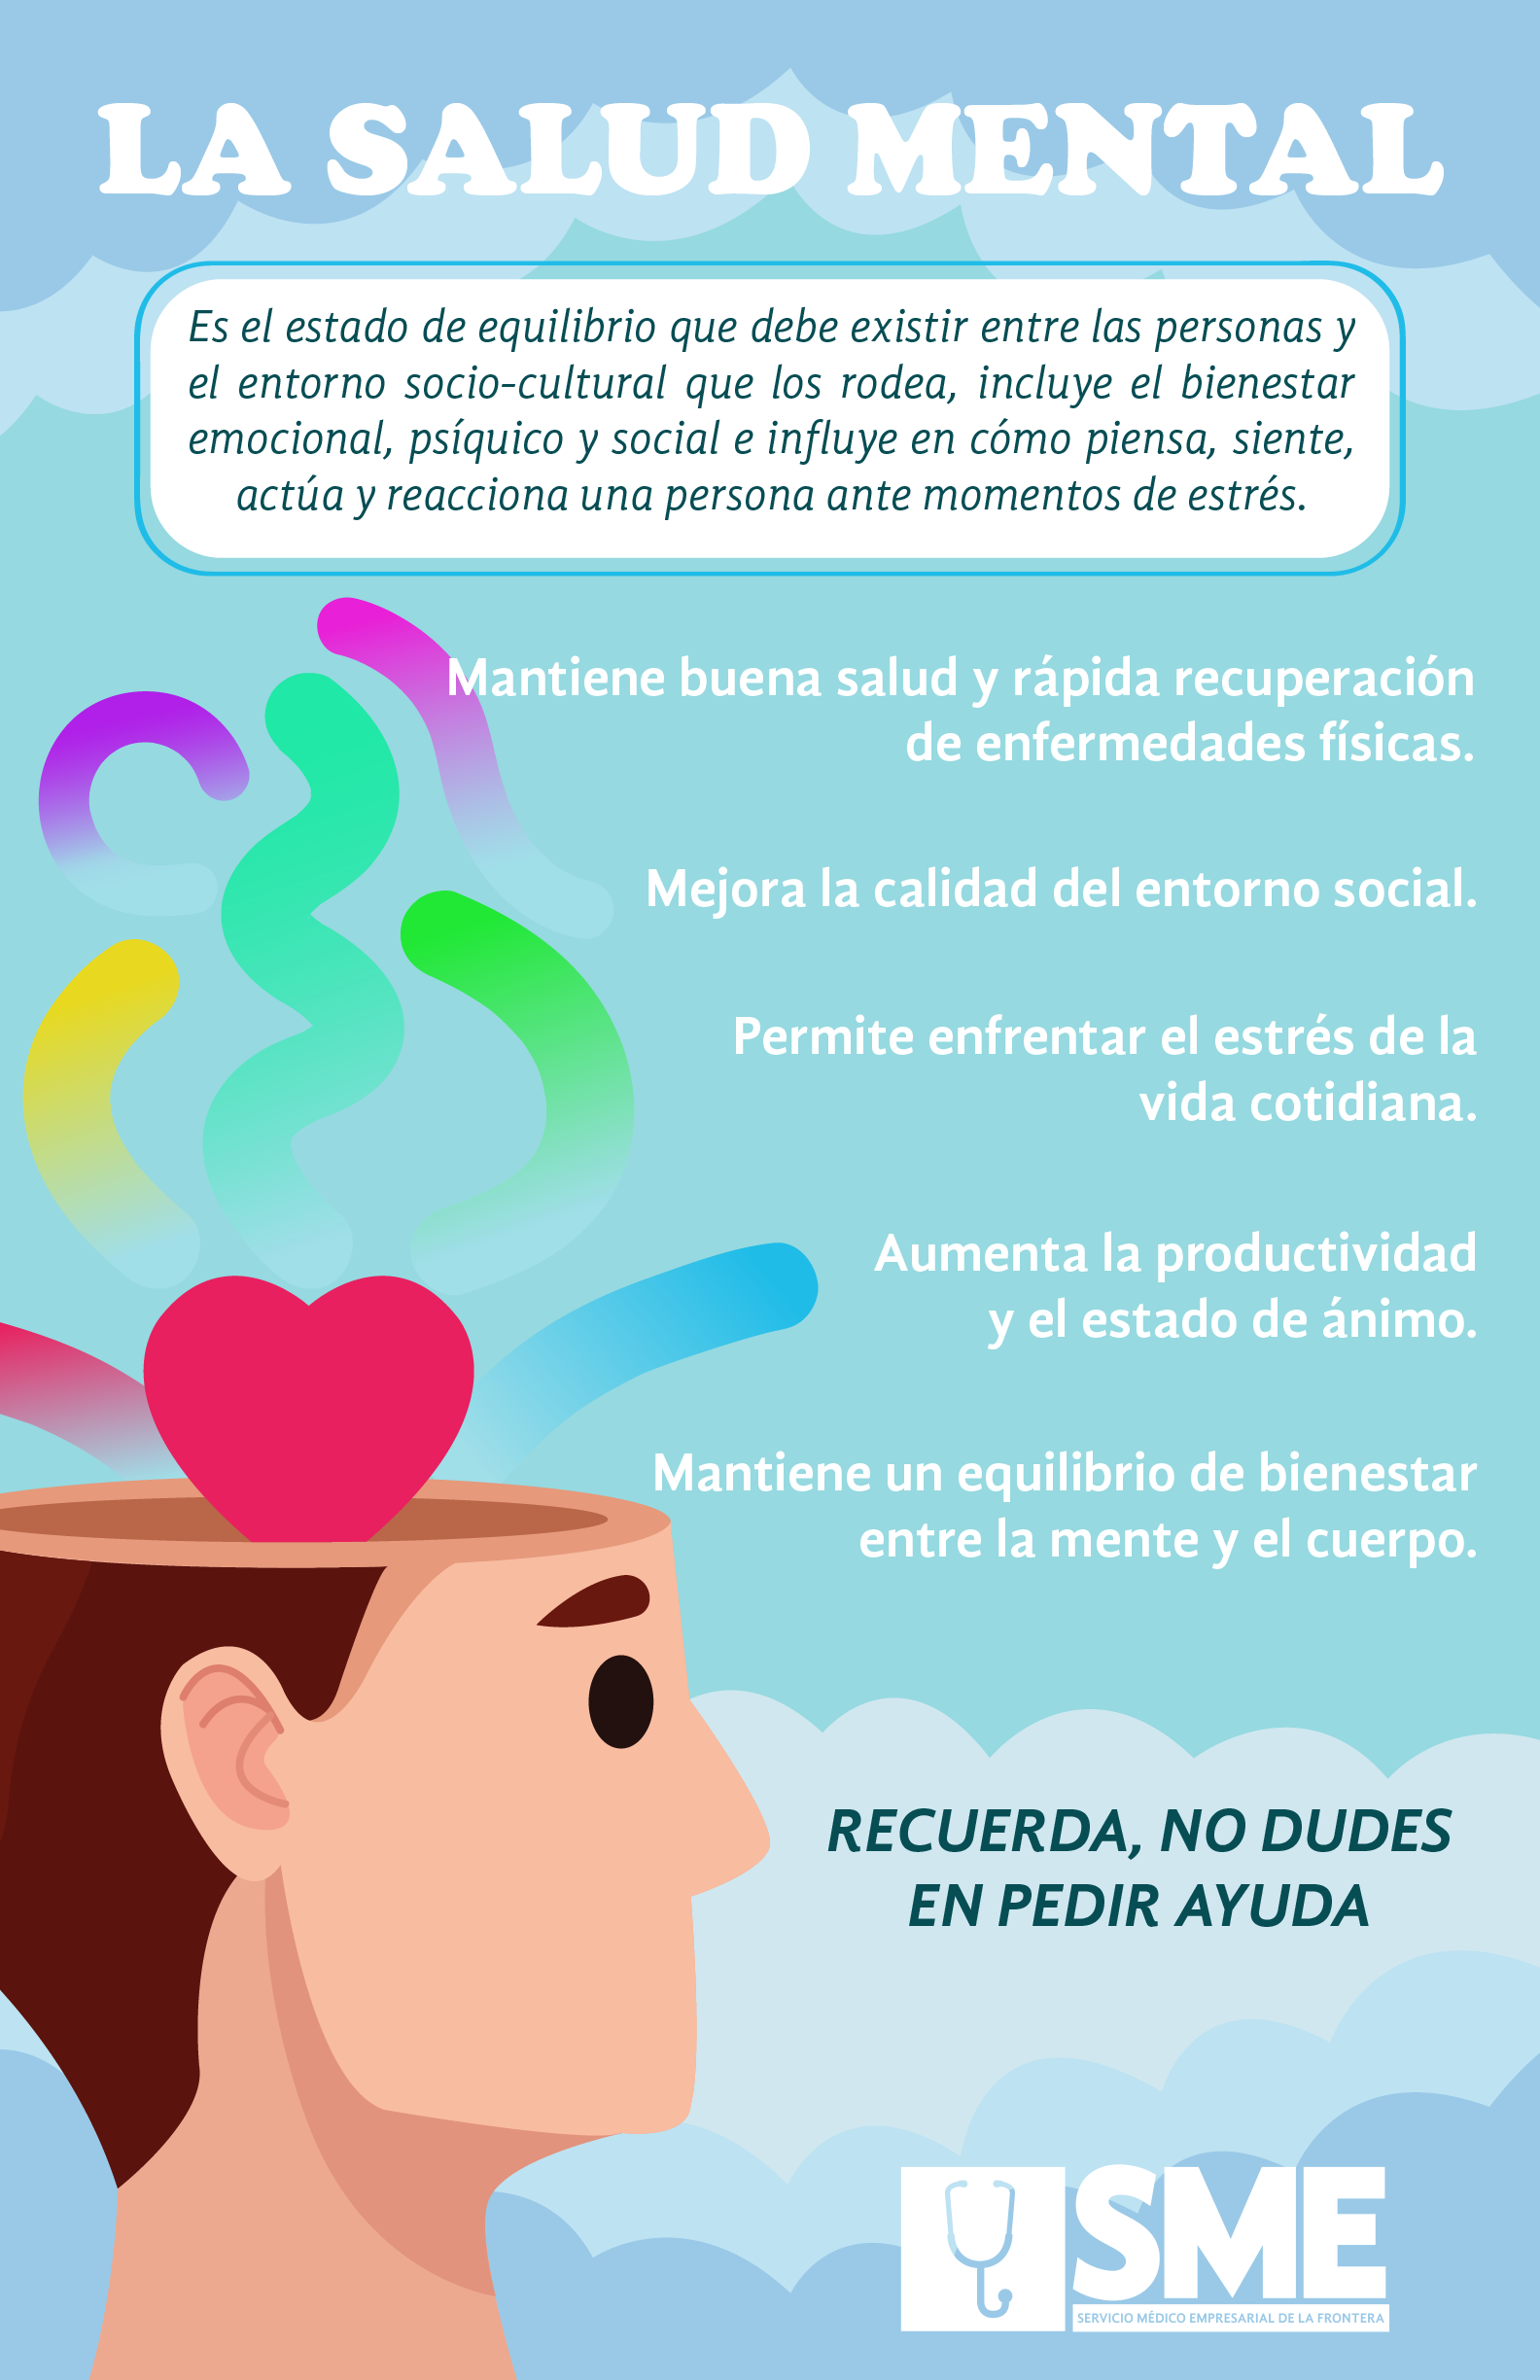 LA SALUD MENTAL
Es el estado de equilibrio que debe existir entre las personas y
el entorno socio-cultural que los rodea, incluye el bienestar
emocional, psíquico y social e influye en cómo piensa, siente,
actúa y reacciona una persona ante momentos de estrés.
Mantiene buena salud y rápida recuperación
de enfermedades físicas.
Mejora la calidad del entorno social.
Permite enfrentar el estrés de la
vida cotidiana.
Aumenta la productividad
y el estado de ánimo.
Mantiene un equilibrio de bienestar
entre la mente y el cuerpo.
RECUERDA, NO DUDES
EN PEDIR AYUDA
SME
SERVICIO MÉDICO EMPRESARIAL DE LA FRONTERA